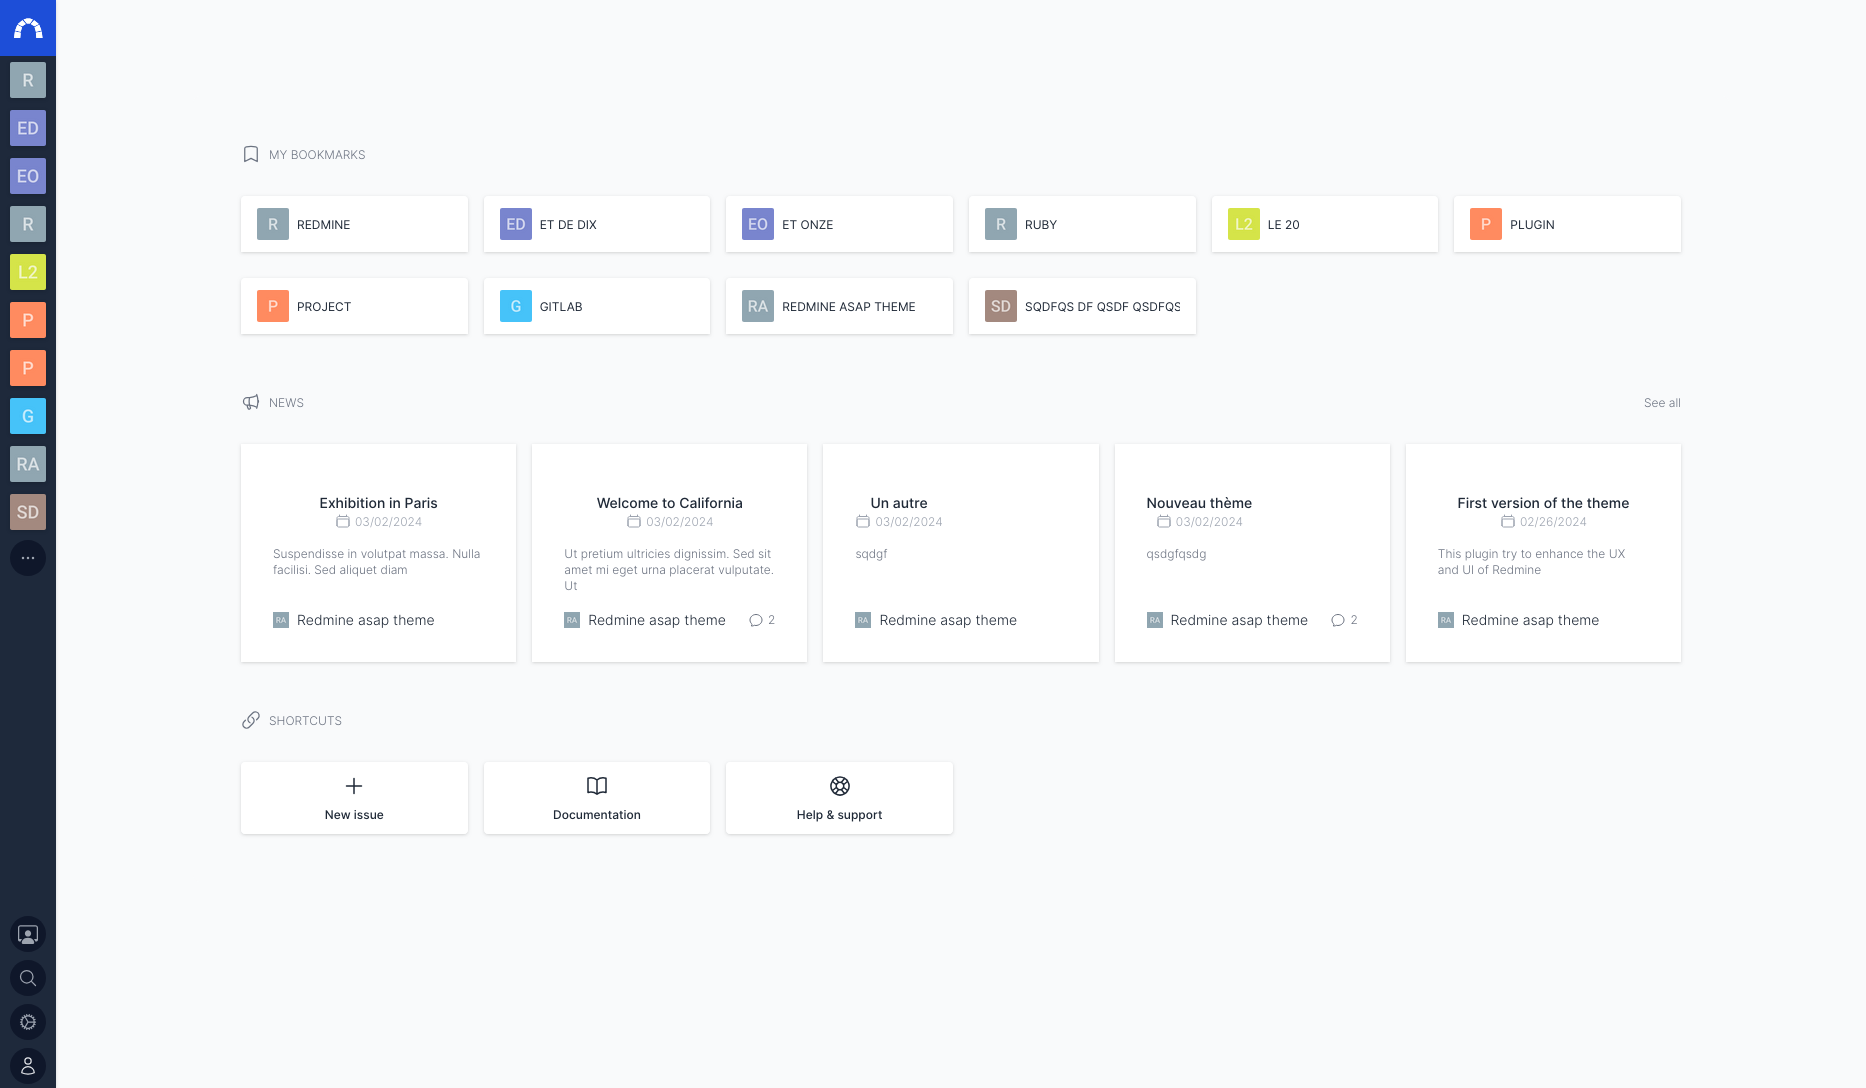 R
ED
EO
R
L2
P
P
G
RA
SD
MY BOOKMARKS
R REDMINE
ED ET DE DIX
EO ET ONZE
R RUBY
L2 LE 20
P PLUGIN
P PROJECT
G GITLAB
RA REDMINE ASAP THEME
SD SQDFQS DF QSDF QSDFQS
NEWS
See all
Exhibition in Paris
03/02/2024
Suspendisse in volutpat massa. Nulla
facilisi. Sed aliquet diam
RA Redmine asap theme
Welcome to California
03/02/2024
Ut pretium ultricies dignissim. Sed sit
amet mi eget urna placerat vulputate.
Ut
RA Redmine asap theme 2
Un autre
03/02/2024
sqdgf
RA Redmine asap theme
Nouveau thème
03/02/2024
qsdgfqsdg
RA Redmine asap theme 2
First version of the theme
02/26/2024
This plugin try to enhance the UX
and UI of Redmine
RA Redmine asap theme
SHORTCUTS
New issue
Documentation
Help & support